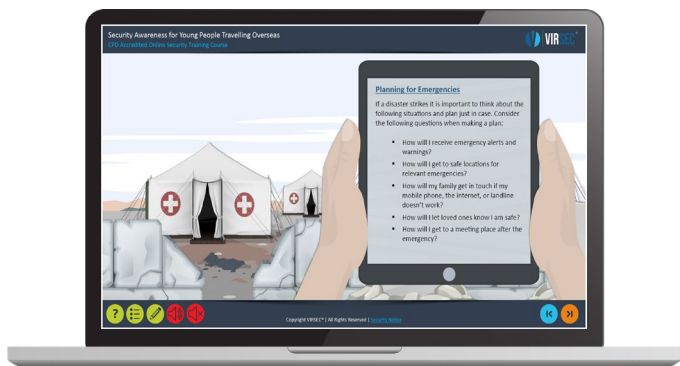 Security Awareness for Young People Travelling Overseas
CPD Accredited Online Security Training Course
VIRSEC
Planning for Emergencies
If a disaster strikes it is important to think about the
following situations and plan just in case. Consider
the following questions when making a plan:
▪ How will I receive emergency alerts and
warnings?
▪ How will I get to safe locations for
relevant emergencies?
▪ How will my family get in touch if my
mobile phone, the internet, or landline
doesn't work?
▪ How will I let loved ones know I am safe?
▪ How will I get to a meeting place after the
emergency?
?
Copyright VIRSEC® | All Rights Reserved | Security Notice